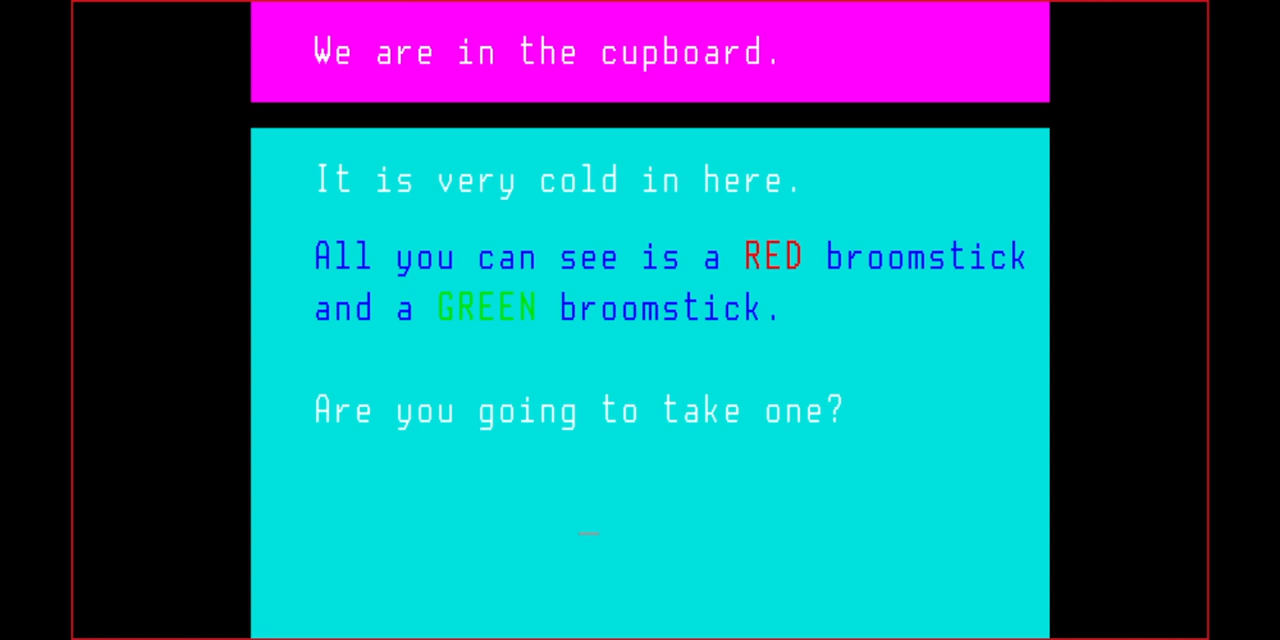 We are in the cupboard.
It is very cold in here.
All you can see is a RED broomstick
and a GREEN broomstick.
Are you going to take one?